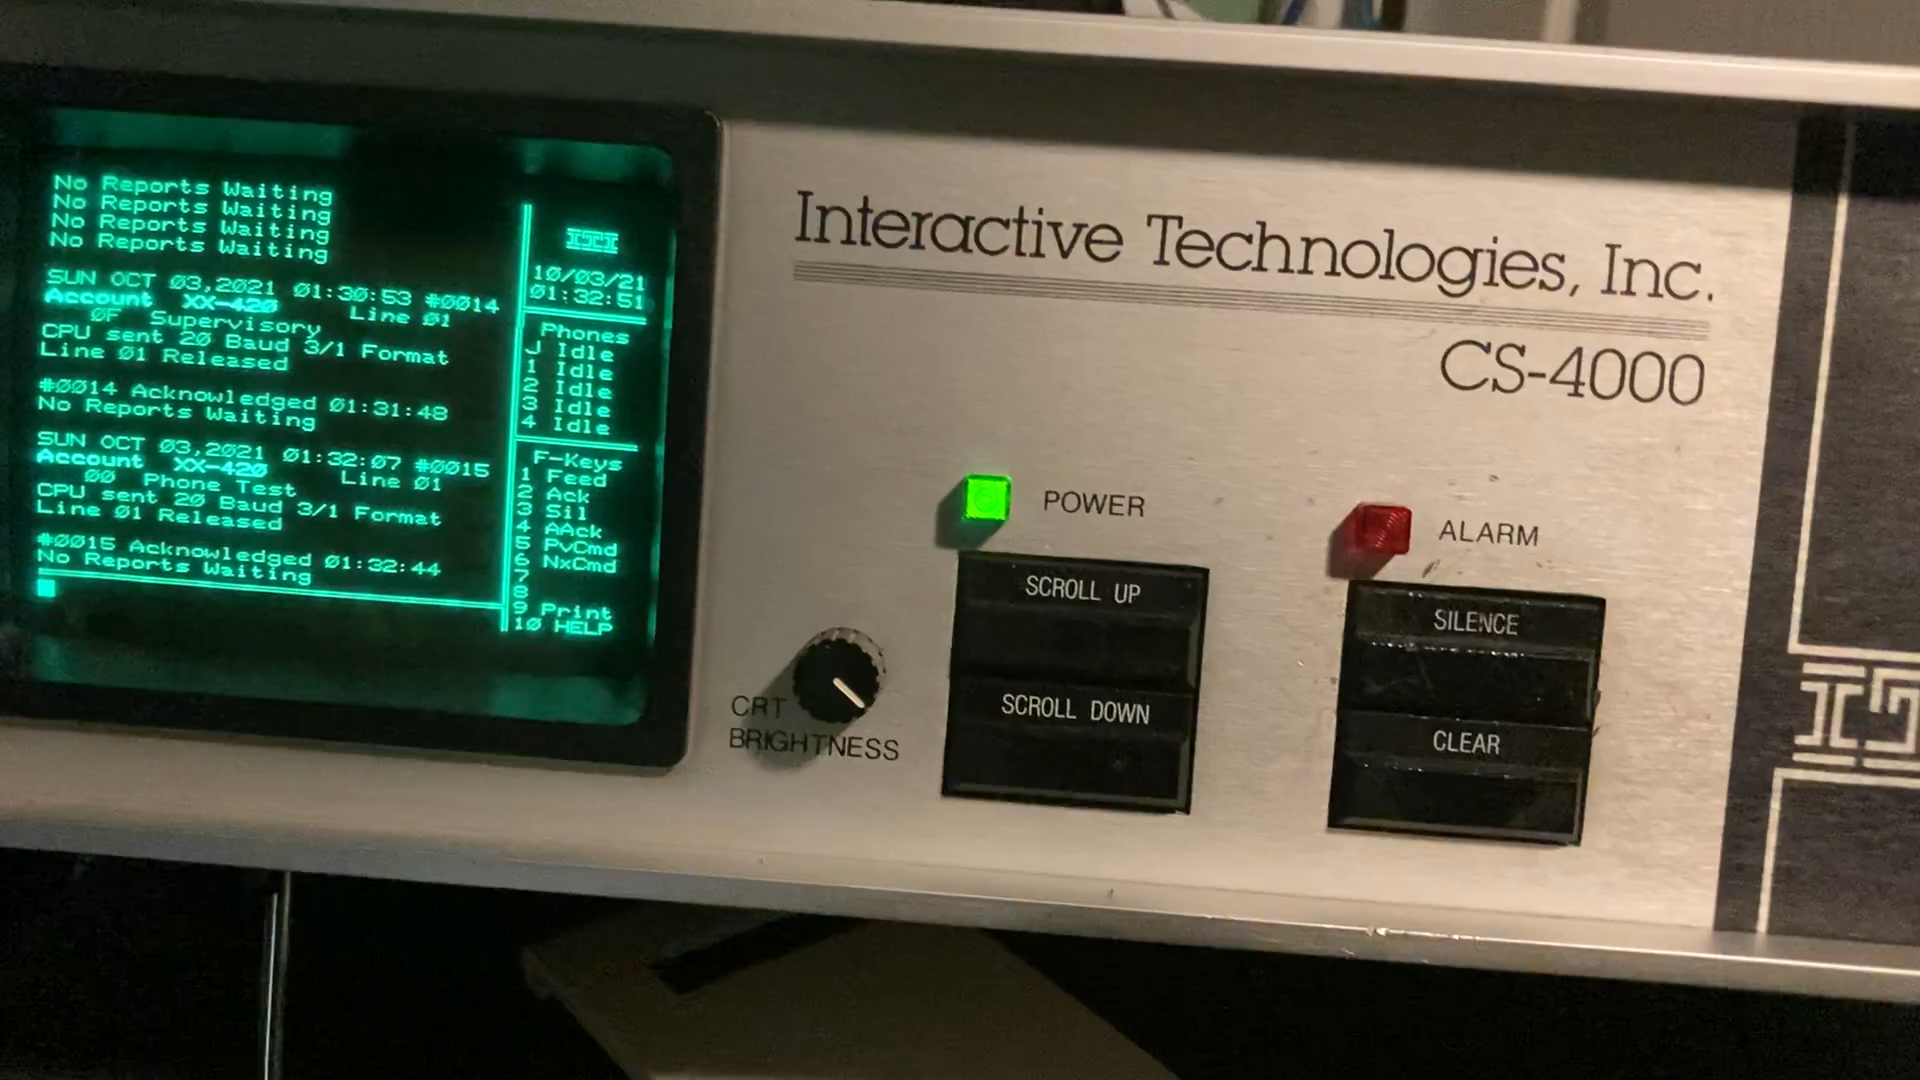 No Reports Waiting
No Reports Waiting
No Reports Waiting
No Reports Waiting
SUN OCT 03,2021 01:30:53 #0014
Account XX-420 Line 01
0F Supervisory
CPU sent 20 Baud 3/1 Format
Line 01 Released
#0014 Acknowledged 01:31:48
No Reports Waiting
SUN OCT 03,2021 01:32:07 #0015
Account XX-420 Line 01
00 Phone Test
CPU sent 20 Baud 3/1 Format
Line 01 Released
#0015 Acknowledged 01:32:44
No Reports Waiting
ITI
10/03/21
01:32:51
Phones
J Idle
1 Idle
2 Idle
3 Idle
4 Idle
F-Keys
1 Feed
2 Ack
3 Sil
4 AAck
5 PvCmd
6 NxCmd
7
8
9 Print
10 HELP
Interactive Technologies, Inc.
CS-4000
POWER
ALARM
SCROLL UP
SCROLL DOWN
SILENCE
CLEAR
CRT
BRIGHTNESS
ITI